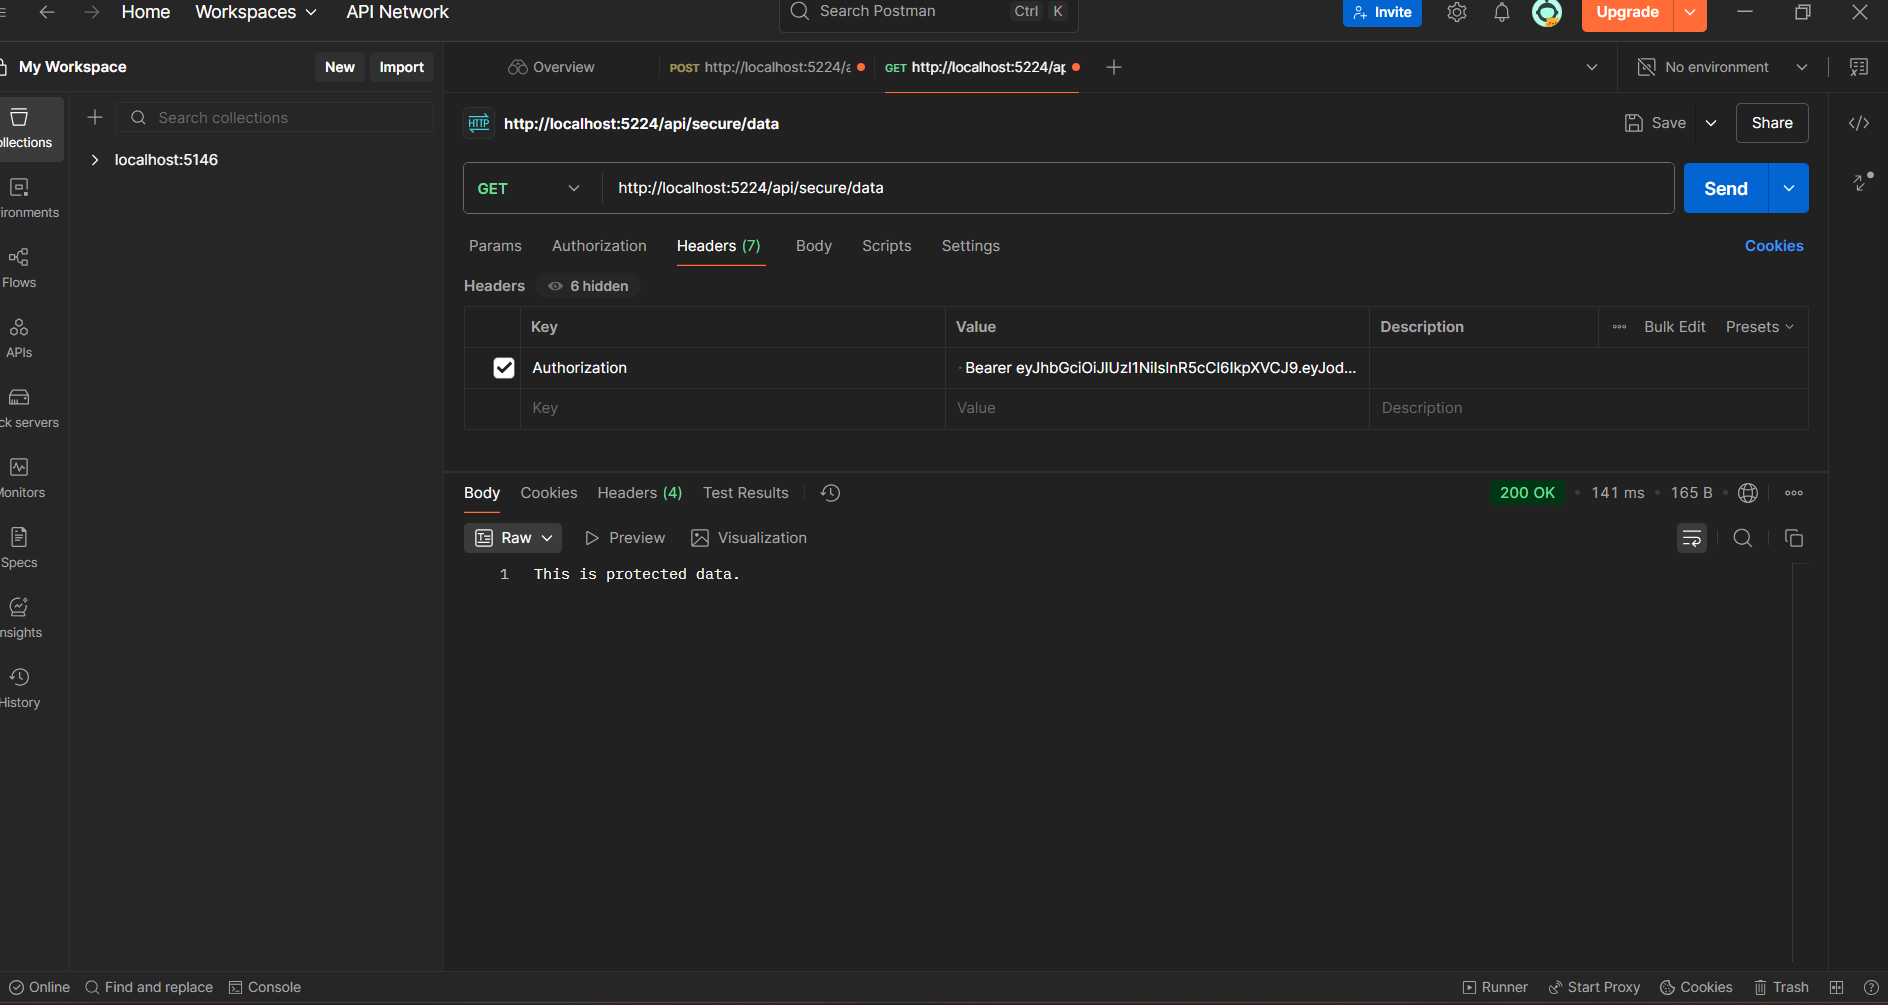 Home Workspaces API Network Search Postman Ctrl K Invite Upgrade
My Workspace New Import Overview POST http://localhost:5224/a GET http://localhost:5224/ap No environment
Search collections
localhost:5146
llections
ironments
Flows
APIs
ck servers
Monitors
Specs
nsights
History
HTTP http://localhost:5224/api/secure/data Save Share
GET http://localhost:5224/api/secure/data Send
Params Authorization Headers (7) Body Scripts Settings Cookies
Headers 6 hidden
Key Value Description Bulk Edit Presets
Authorization Bearer eyJhbGciOiJIUzI1NiIsInR5cCI6IkpXVCJ9.eyJod...
Key Value Description
Body Cookies Headers (4) Test Results 200 OK • 141 ms • 165 B •
Raw Preview Visualization
1 This is protected data.
Online Find and replace Console Runner Start Proxy Cookies Trash